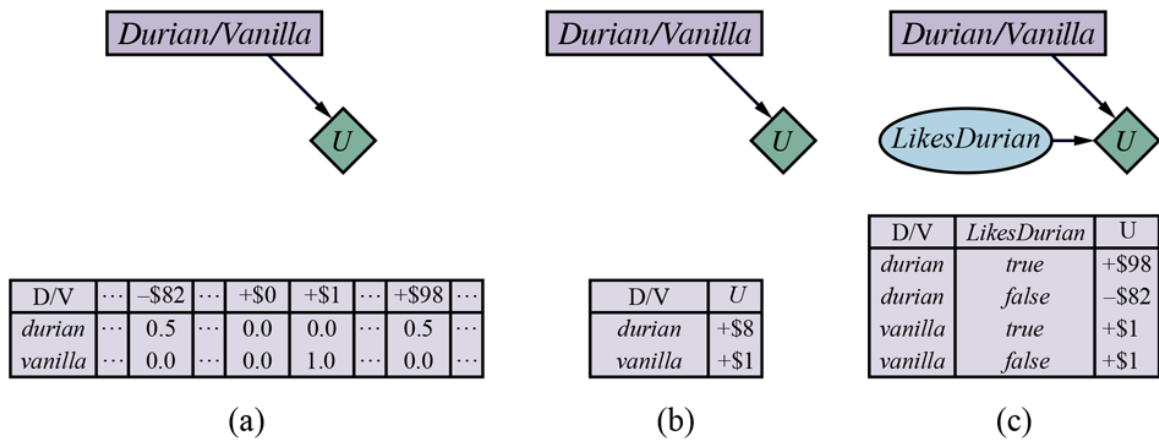 Durian/Vanilla
U
D/V ⋯ –$82 ⋯ +$0 +$1 ⋯ +$98 ⋯
durian ⋯ 0.5 ⋯ 0.0 0.0 ⋯ 0.5 ⋯
vanilla ⋯ 0.0 ⋯ 0.0 1.0 ⋯ 0.0 ⋯
(a)
Durian/Vanilla
U
D/V U
durian +$8
vanilla +$1
(b)
Durian/Vanilla
LikesDurian U
D/V LikesDurian U
durian true +$98
durian false –$82
vanilla true +$1
vanilla false +$1
(c)